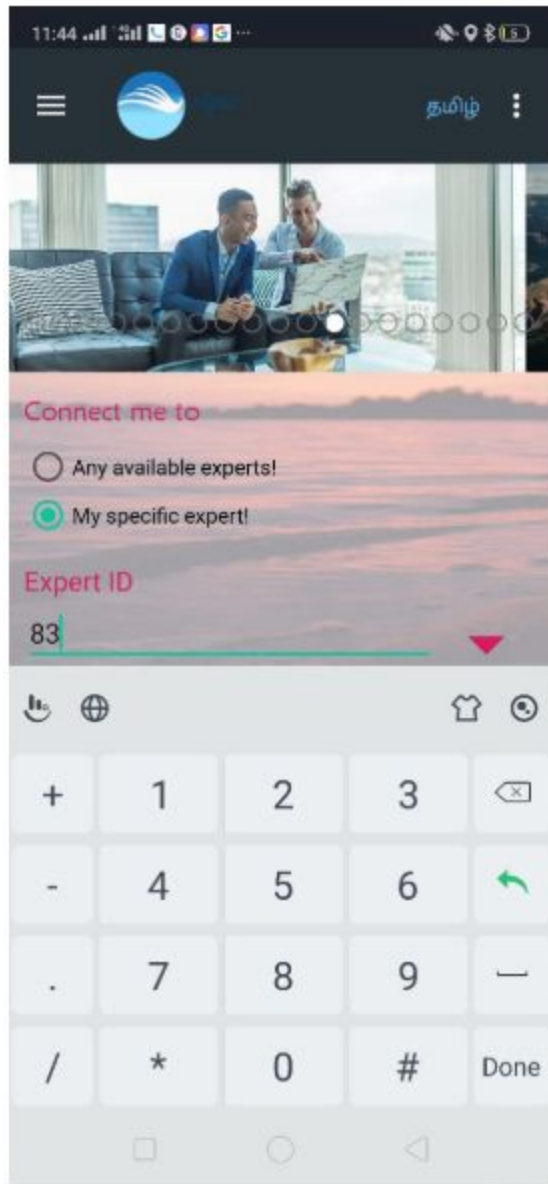 11:44
5
தமிழ்
Connect me to
Any available experts!
My specific expert!
Expert ID
83
+ 1 2 3
- 4 5 6
. 7 8 9
/ * 0 # Done